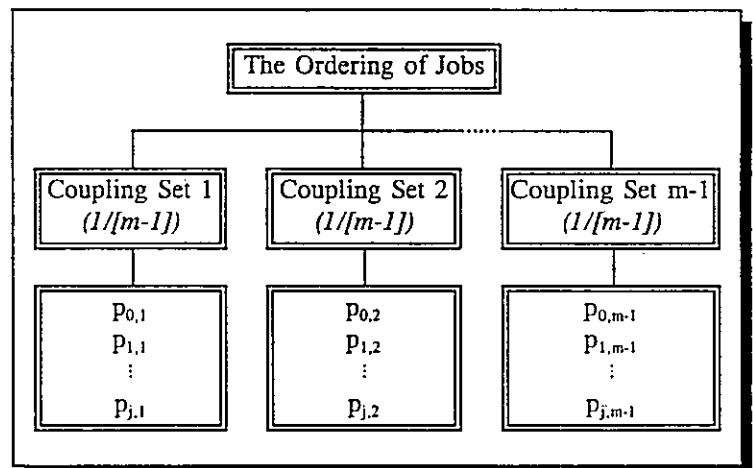 The Ordering of Jobs
Coupling Set 1
(1/[m-1])
Coupling Set 2
(1/[m-1])
Coupling Set m-1
(1/[m-1])
p0,1
p1,1
⋮
pj,1
p0,2
p1,2
⋮
pj,2
p0,m-1
p1,m-1
⋮
pj,m-1